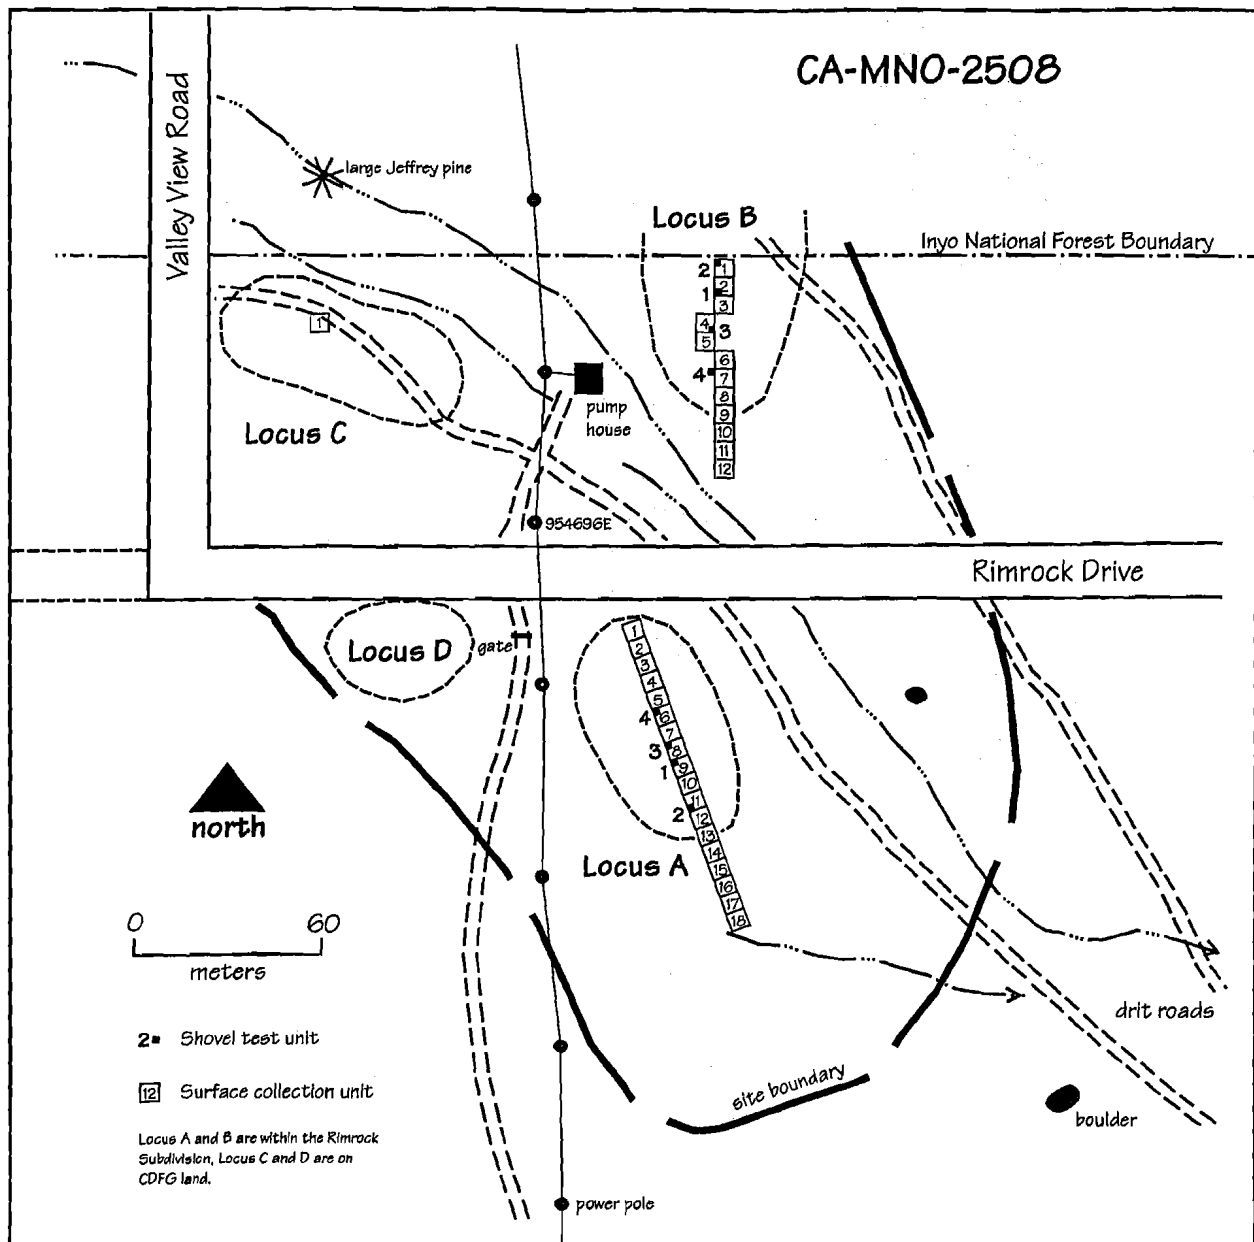 CA-MNO-2508
Valley View Road
large Jeffrey pine
Locus B
Inyo National Forest Boundary
2
1
1
2
3
4
5
3
6
4
7
8
9
10
11
12
1
Locus C
pump
house
954696E
Rimrock Drive
Locus D
gate
1
2
3
4
5
4
6
7
3
8
1
9
10
11
2
12
13
14
15
16
17
18
Locus A
north
0
60
meters
drit roads
2
Shovel test unit
12
Surface collection unit
site boundary
boulder
Locus A and B are within the Rimrock
Subdivision, Locus C and D are on
CDFG land.
power pole